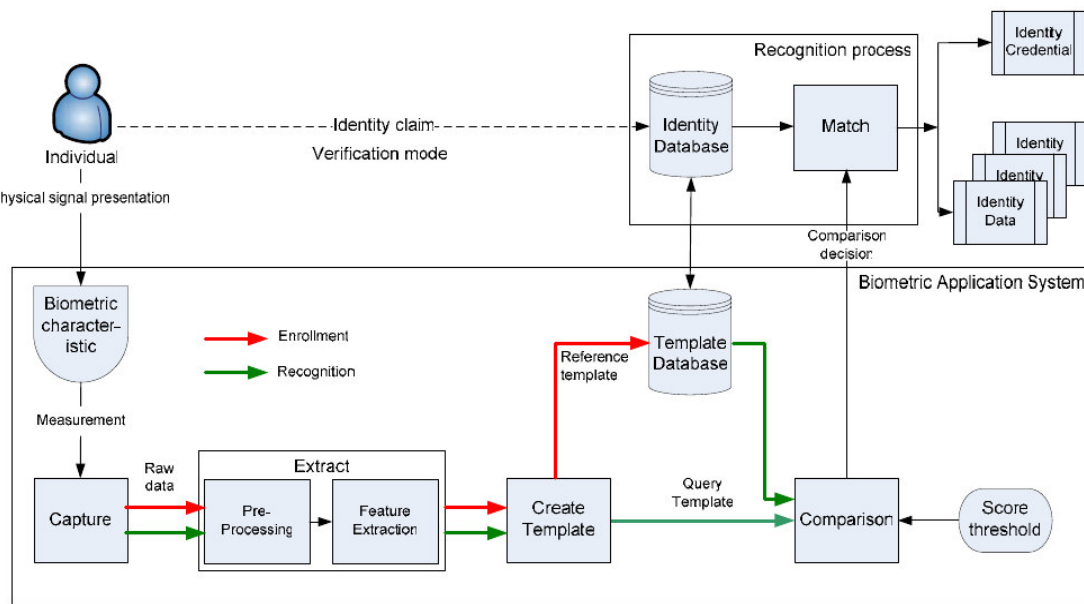 Recognition process
Identity
Credential
Identity claim
Verification mode
Identity
Database
Match
Individual
Identity
Identity
Identity
Data
hysical signal presentation
Comparison
decision
Biometric Application System
Biometric
character-
istic
Enrollment
Recognition
Reference
template
Template
Database
Measurement
Raw
data
Extract
Query
Template
Capture
Pre-
Processing
Feature
Extraction
Create
Template
Comparison
Score
threshold